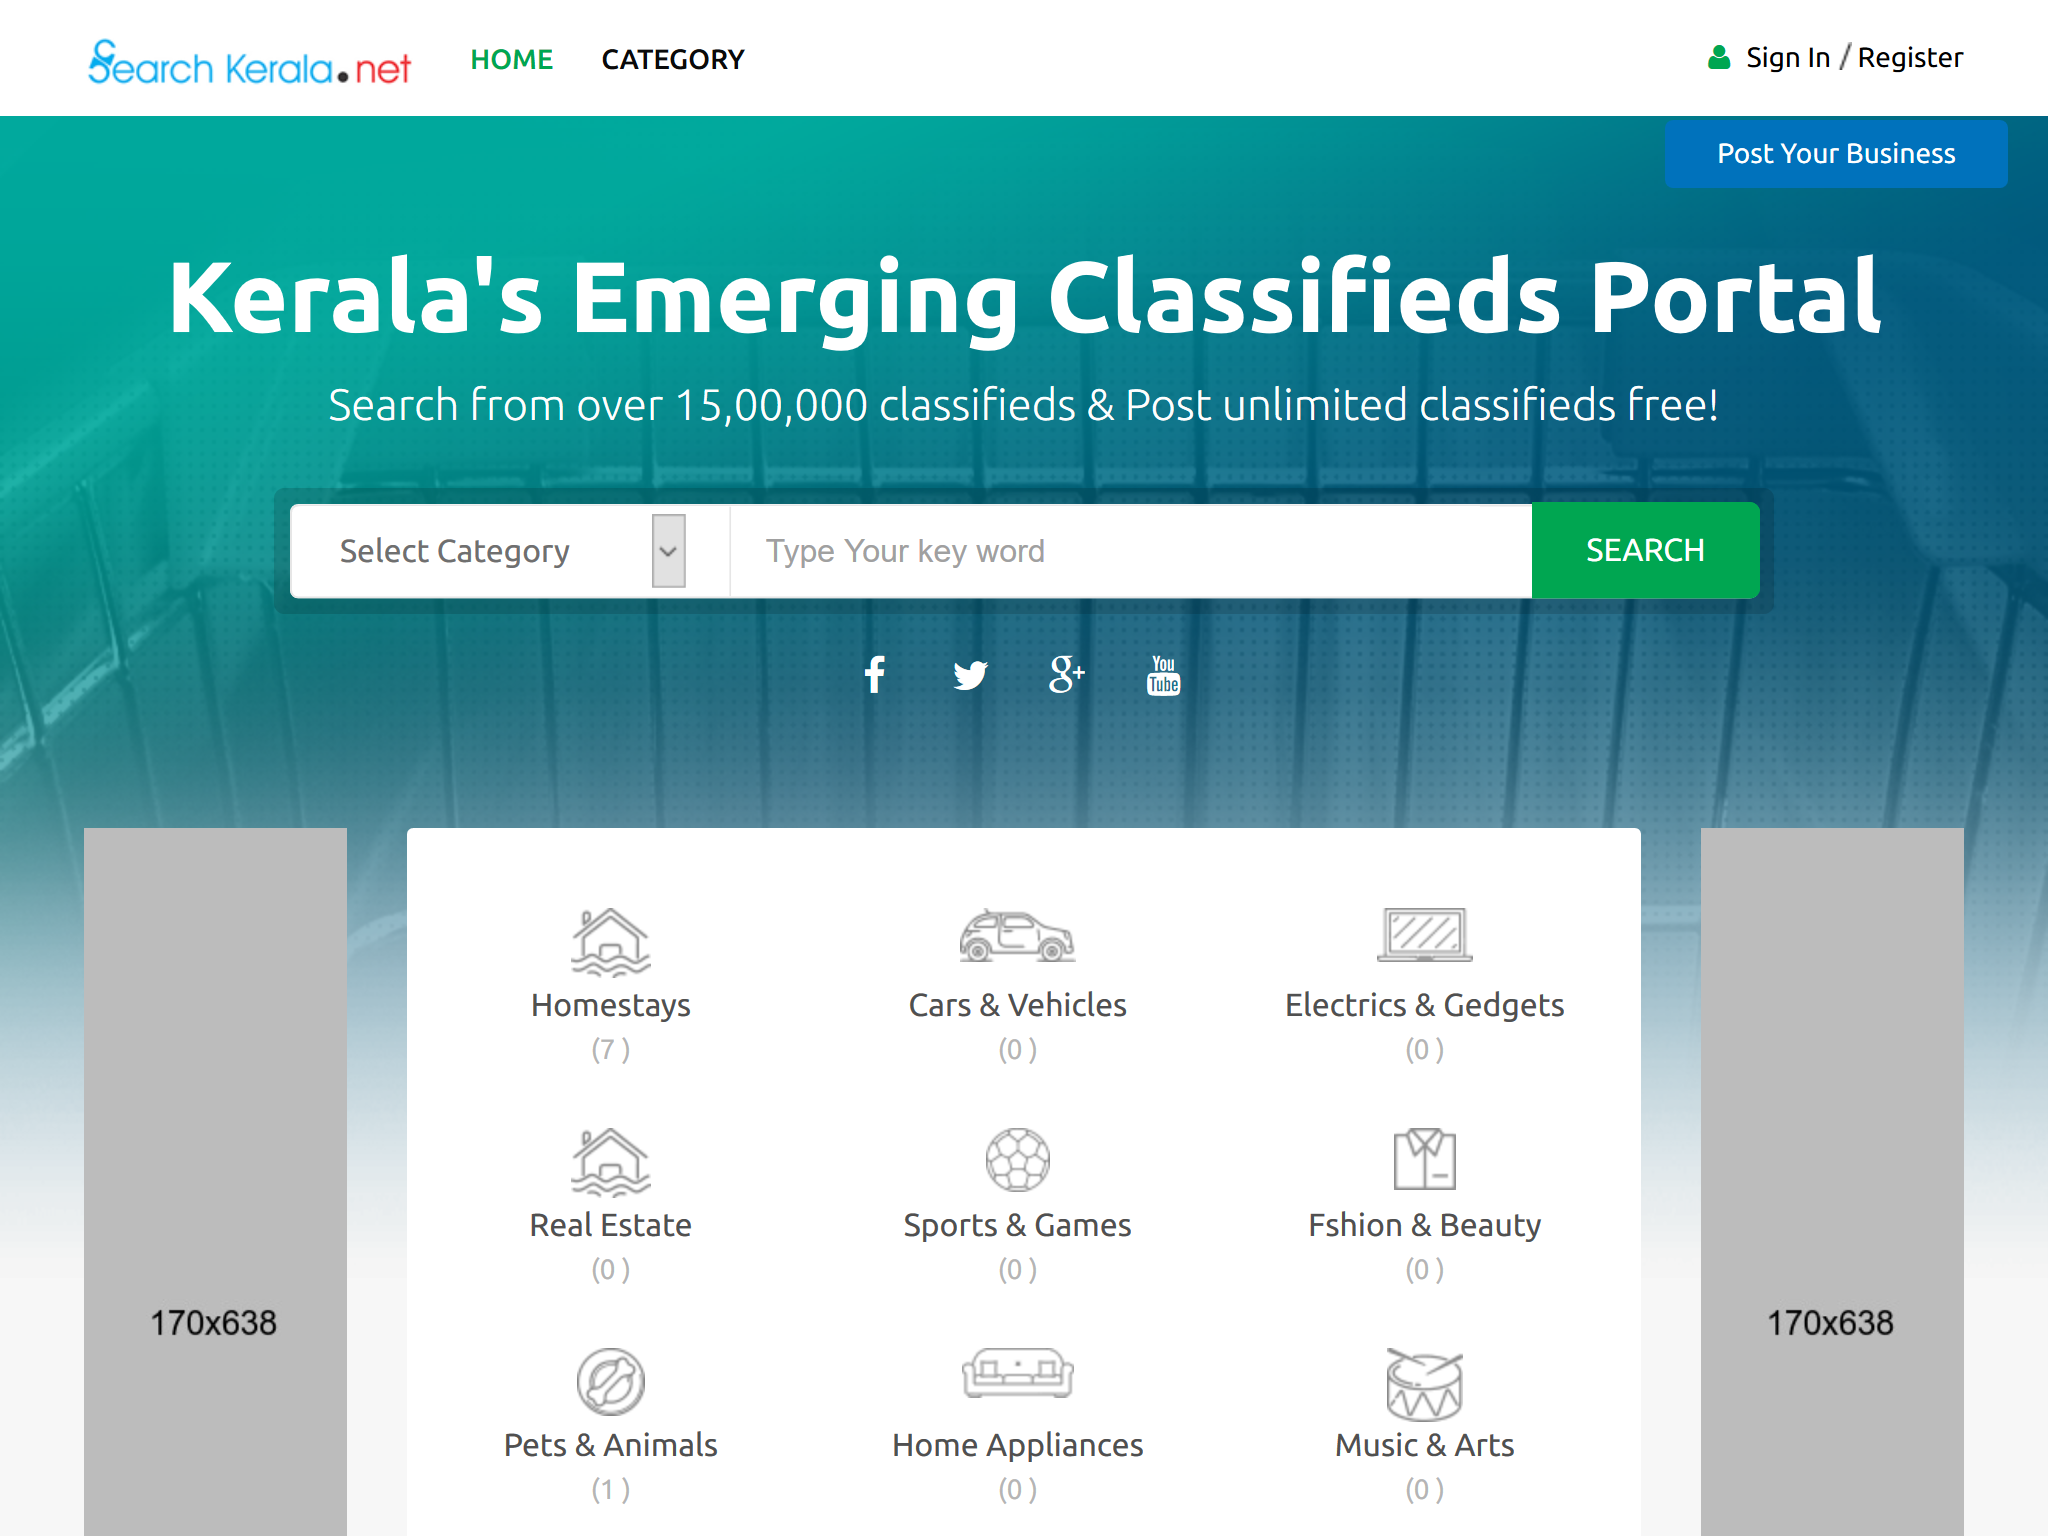 Search Kerala.net
HOME CATEGORY
Sign In / Register
Post Your Business
Kerala's Emerging Classifieds Portal
Search from over 15,00,000 classifieds & Post unlimited classifieds free!
Select Category Type Your key word SEARCH
f g+ You Tube
Homestays Cars & Vehicles Electrics & Gedgets
(7 ) (0 ) (0 )
Real Estate Sports & Games Fshion & Beauty
(0 ) (0 ) (0 )
170x638 170x638
Pets & Animals Home Appliances Music & Arts
(1 ) (0 ) (0 )